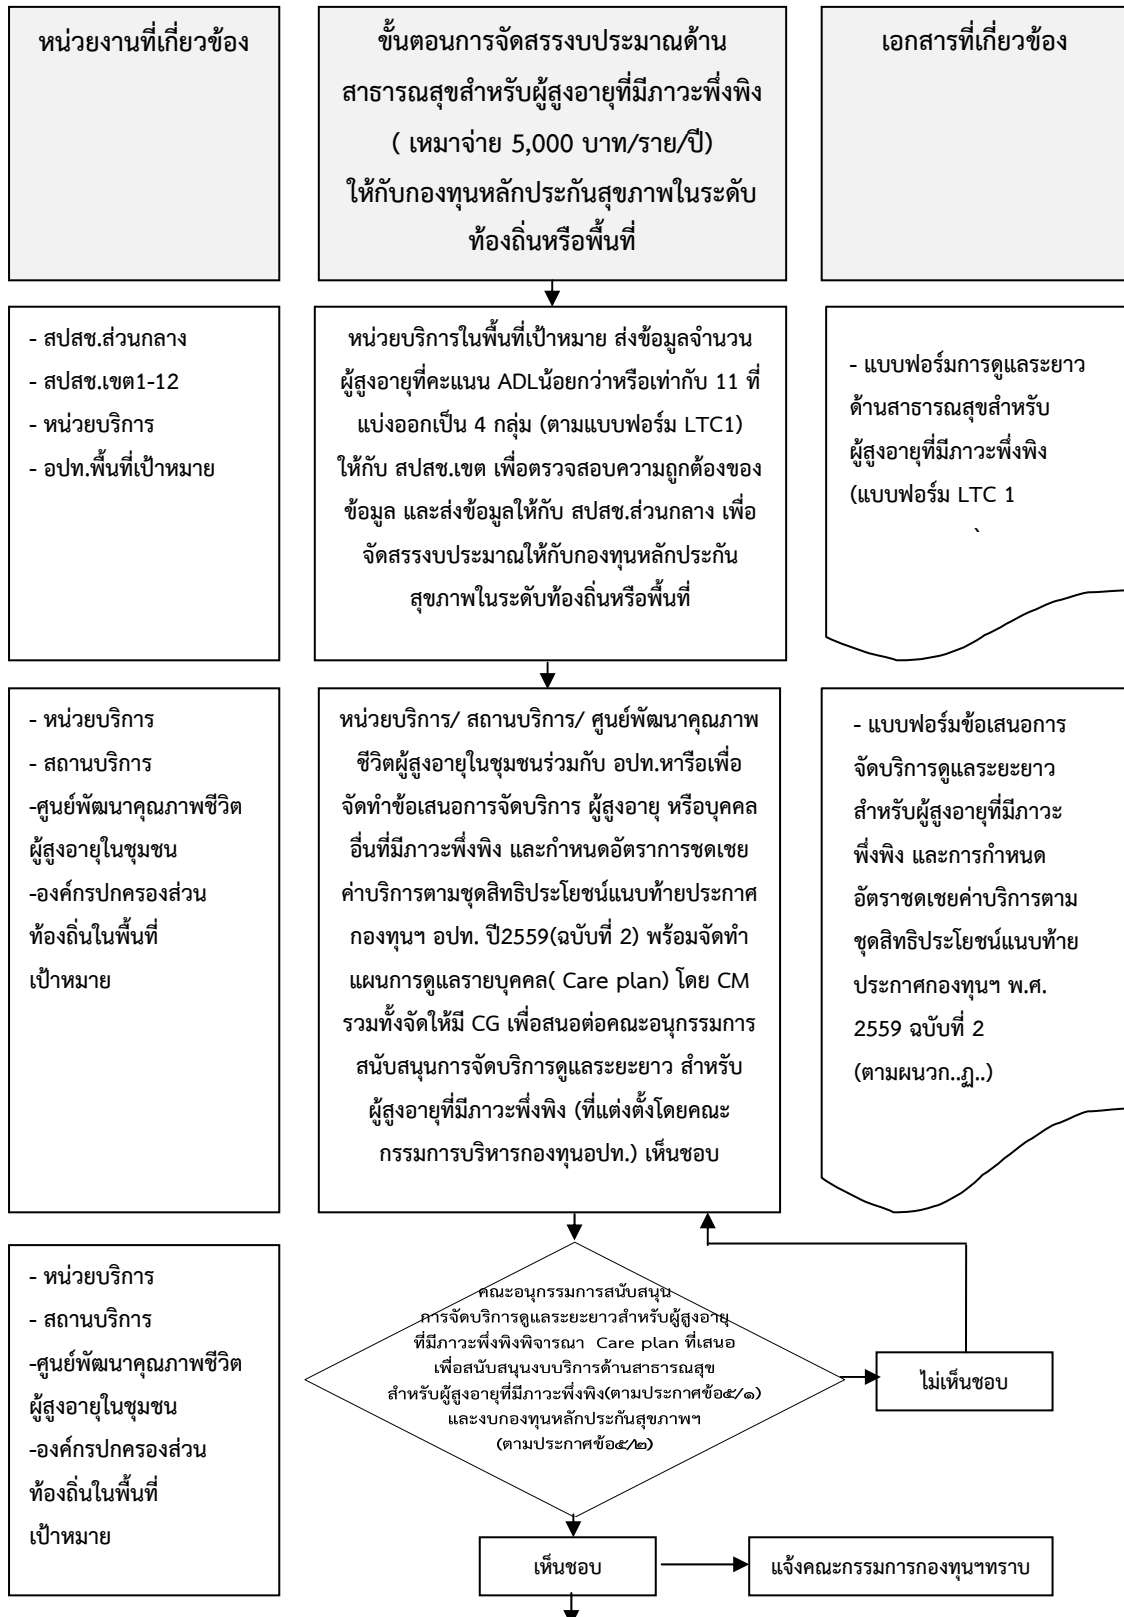 หน่วยงานที่เกี่ยวข้อง
ขั้นตอนการจัดสรรงบประมาณด้าน
สาธารณสุขสำหรับผู้สูงอายุที่มีภาวะพึ่งพิง
( เหมาจ่าย 5,000 บาท/ราย/ปี)
ให้กับกองทุนหลักประกันสุขภาพในระดับ
ท้องถิ่นหรือพื้นที่
เอกสารที่เกี่ยวข้อง
- สปสช.ส่วนกลาง
- สปสช.เขต1-12
- หน่วยบริการ
- อปท.พื้นที่เป้าหมาย
หน่วยบริการในพื้นที่เป้าหมาย ส่งข้อมูลจำนวน
ผู้สูงอายุที่คะแนน ADLน้อยกว่าหรือเท่ากับ 11 ที่
แบ่งออกเป็น 4 กลุ่ม (ตามแบบฟอร์ม LTC1)
ให้กับ สปสช.เขต เพื่อตรวจสอบความถูกต้องของ
ข้อมูล และส่งข้อมูลให้กับ สปสช.ส่วนกลาง เพื่อ
จัดสรรงบประมาณให้กับกองทุนหลักประกัน
สุขภาพในระดับท้องถิ่นหรือพื้นที่
- แบบฟอร์มการดูแลระยาว
ด้านสาธารณสุขสำหรับ
ผู้สูงอายุที่มีภาวะพึ่งพิง
(แบบฟอร์ม LTC 1
- หน่วยบริการ
- สถานบริการ
-ศูนย์พัฒนาคุณภาพชีวิต
ผู้สูงอายุในชุมชน
-องค์กรปกครองส่วน
ท้องถิ่นในพื้นที่
เป้าหมาย
หน่วยบริการ/ สถานบริการ/ ศูนย์พัฒนาคุณภาพ
ชีวิตผู้สูงอายุในชุมชนร่วมกับ อปท.หารือเพื่อ
จัดทำข้อเสนอการจัดบริการ ผู้สูงอายุ หรือบุคคล
อื่นที่มีภาวะพึ่งพิง และกำหนดอัตราการชดเชย
ค่าบริการตามชุดสิทธิประโยชน์แนบท้ายประกาศ
กองทุนฯ อปท. ปี2559(ฉบับที่ 2) พร้อมจัดทำ
แผนการดูแลรายบุคคล( Care plan) โดย CM
รวมทั้งจัดให้มี CG เพื่อสนอต่อคณะอนุกรรมการ
สนับสนุนการจัดบริการดูแลระยะยาว สำหรับ
ผู้สูงอายุที่มีภาวะพึ่งพิง (ที่แต่งตั้งโดยคณะ
กรรมการบริหารกองทุนอปท.) เห็นชอบ
- แบบฟอร์มข้อเสนอการ
จัดบริการดูแลระยะยาว
สำหรับผู้สูงอายุที่มีภาวะ
พึ่งพิง และการกำหนด
อัตราชดเชยค่าบริการตาม
ชุดสิทธิประโยชน์แนบท้าย
ประกาศกองทุนฯ พ.ศ.
2559 ฉบับที่ 2
(ตามผนวก..ฏ..)
- หน่วยบริการ
- สถานบริการ
-ศูนย์พัฒนาคุณภาพชีวิต
ผู้สูงอายุในชุมชน
-องค์กรปกครองส่วน
ท้องถิ่นในพื้นที่
เป้าหมาย
คณะอนุกรรมการสนับสนุน
การจัดบริการดูแลระยะยาวสำหรับผู้สูงอายุ
ที่มีภาวะพึ่งพิงพิจารณา Care plan ที่เสนอ
เพื่อสนับสนุนงบบริการด้านสาธารณสุข
สำหรับผู้สูงอายุที่มีภาวะพึ่งพิง(ตามประกาศข้อ๕/๑)
และงบกองทุนหลักประกันสุขภาพฯ
(ตามประกาศข้อ๕/๒)
ไม่เห็นชอบ
เห็นชอบ
แจ้งคณะกรรมการกองทุนฯทราบ